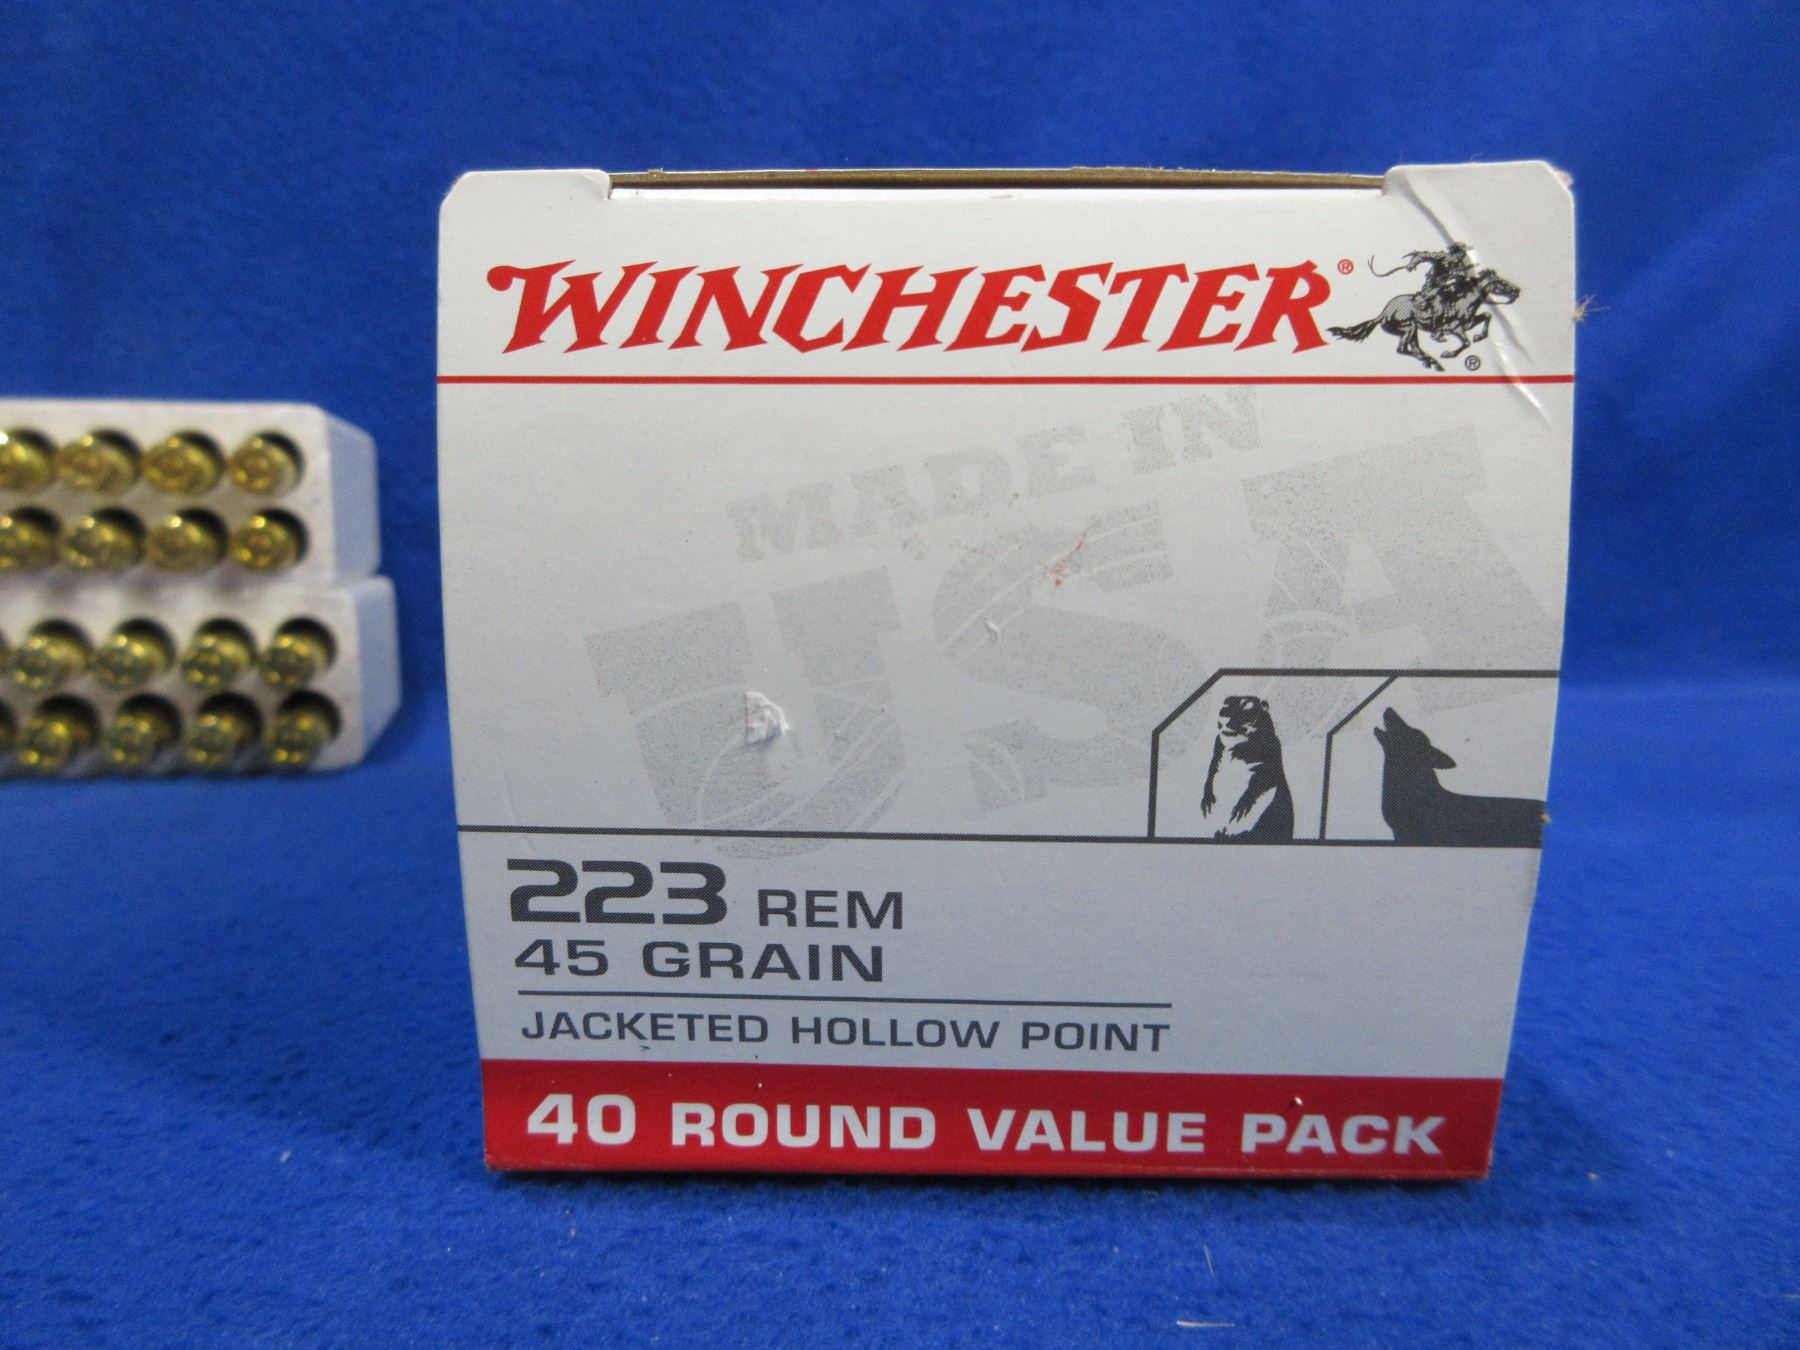 WINCHESTER®
®
MADE IN
USA
223 REM
45 GRAIN
JACKETED HOLLOW POINT
40 ROUND VALUE PACK